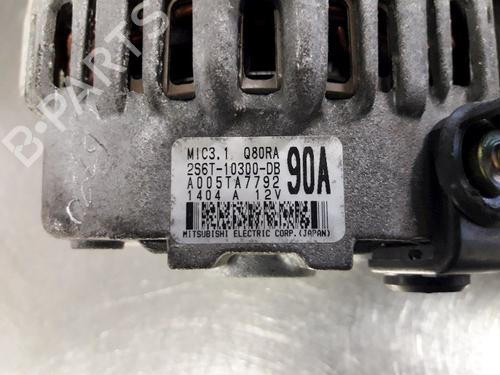 B-PARTS
MIC3.1 Q80RA
2S6T-10300-DB
A005TA7792
90A
1404 A 12V
MITSUBISHI ELECTRIC CORP.(JAPAN)